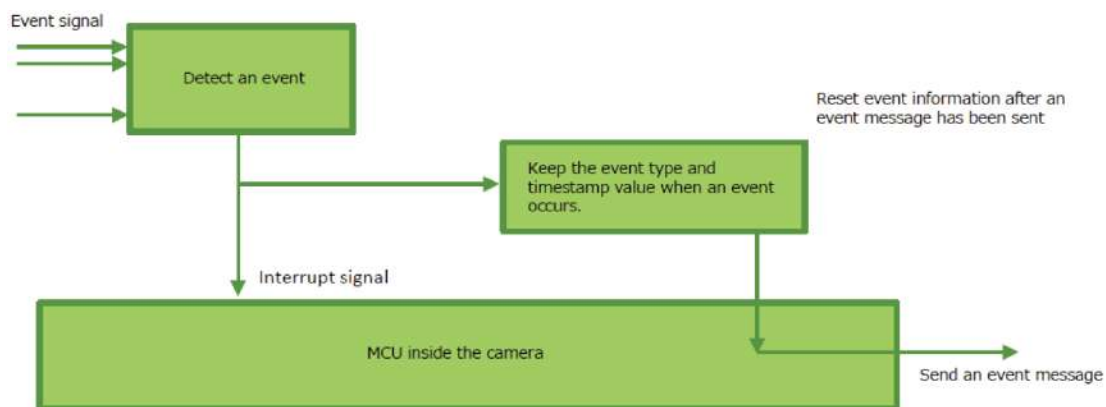 Event signal
Detect an event
Reset event information after an
event message has been sent
Keep the event type and
timestamp value when an event
occurs.
Interrupt signal
MCU inside the camera
Send an event message